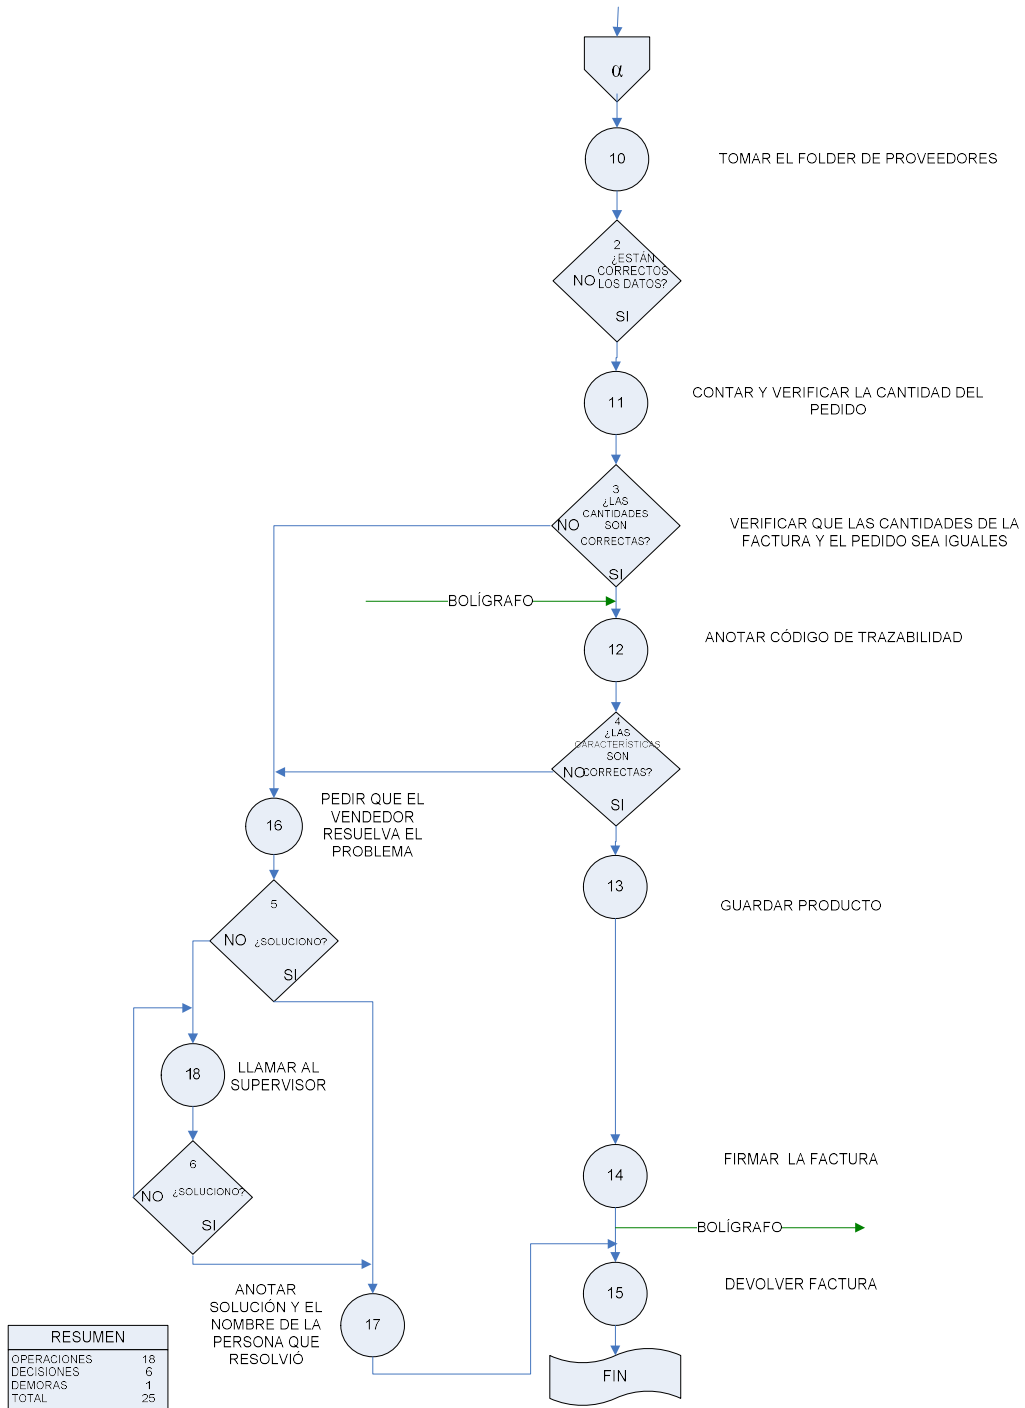 α
10
TOMAR EL FOLDER DE PROVEEDORES
2
¿ESTÁN
CORRECTOS
LOS DATOS?
NO
SI
11
CONTAR Y VERIFICAR LA CANTIDAD DEL
PEDIDO
3
¿LAS
CANTIDADES
SON
CORRECTAS?
NO
SI
VERIFICAR QUE LAS CANTIDADES DE LA
FACTURA Y EL PEDIDO SEA IGUALES
BOLÍGRAFO
12
ANOTAR CÓDIGO DE TRAZABILIDAD
4
¿LAS
CARACTERÍSTICAS
SON
CORRECTAS?
NO
SI
16
PEDIR QUE EL
VENDEDOR
RESUELVA EL
PROBLEMA
13
GUARDAR PRODUCTO
5
NO ¿SOLUCIONO?
SI
18
LLAMAR AL
SUPERVISOR
6
NO ¿SOLUCIONO?
SI
14
FIRMAR LA FACTURA
BOLÍGRAFO
15
DEVOLVER FACTURA
ANOTAR
SOLUCIÓN Y EL
NOMBRE DE LA
PERSONA QUE
RESOLVIÓ
17
FIN
RESUMEN
OPERACIONES 18
DECISIONES 6
DEMORAS 1
TOTAL 25